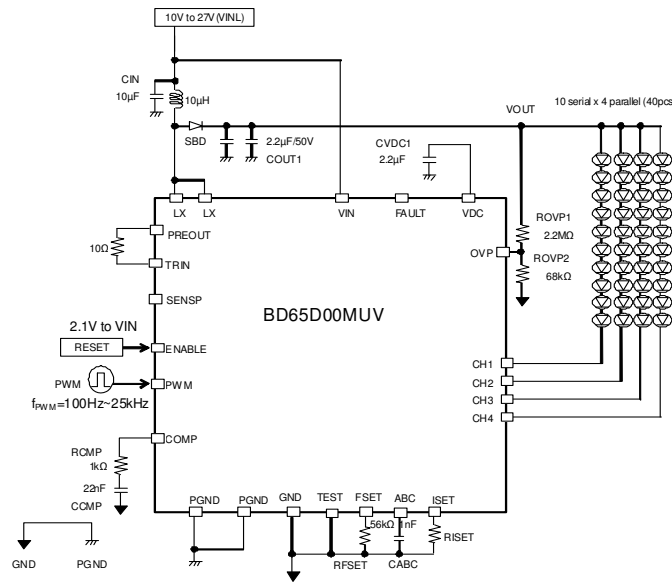 10V to 27V(VINL)
CIN
10µF
10µH
VOUT
10 serial x 4 parallel (40pcs
SBD
2.2µF/50V
COUT1
CVDC1
2.2µF
LX
LX
VIN
FAULT
VDC
PREOUT
10Ω
TRIN
SENSP
ROVP1
2.2MΩ
OVP
ROVP2
68kΩ
BD65D00MUV
2.1V to VIN
RESET
ENABLE
PWM
PWM
fPWM=100Hz~25kHz
CH1
CH2
CH3
CH4
COMP
RCMP
1kΩ
22nF
CCMP
PGND
PGND
GND
TEST
FSET
ABC
ISET
56kΩ
1nF
RISET
RFSET
CABC
GND
PGND